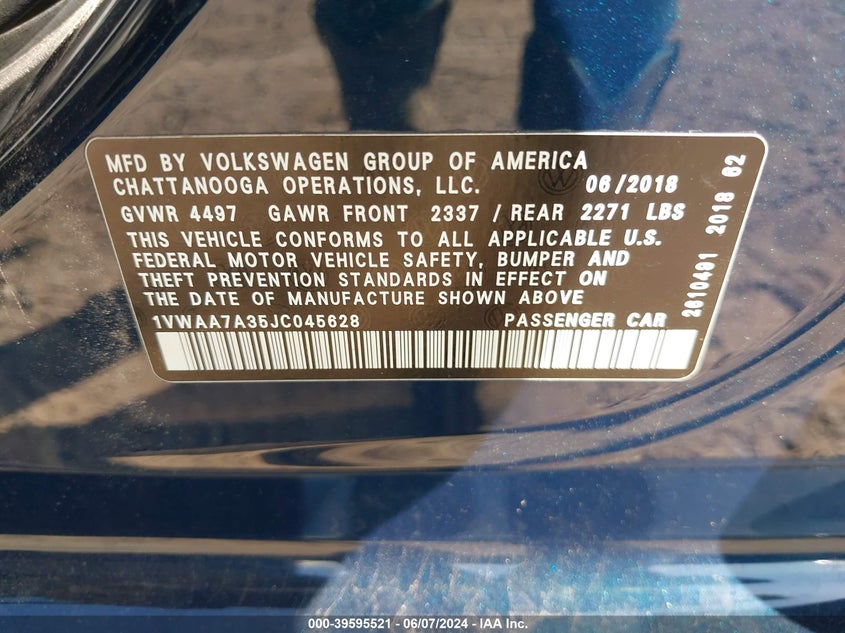 MFD BY VOLKSWAGEN GROUP OF AMERICA
CHATTANOOGA OPERATIONS, LLC. 06/2018
GVWR 4497 GAWR FRONT 2337 / REAR 2271 LBS
THIS VEHICLE CONFORMS TO ALL APPLICABLE U.S.
FEDERAL MOTOR VEHICLE SAFETY, BUMPER AND
THEFT PREVENTION STANDARDS IN EFFECT ON
THE DATE OF MANUFACTURE SHOWN ABOVE
1VWAA7A35JC045628 PASSENGER CAR
2810491 2018 62
000-39595521 - 06/07/2024 - IAA Inc.